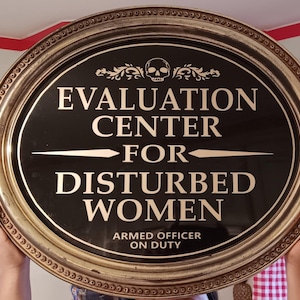 EVALUATION
CENTER
FOR
DISTURBED
WOMEN
ARMED OFFICER
ON DUTY